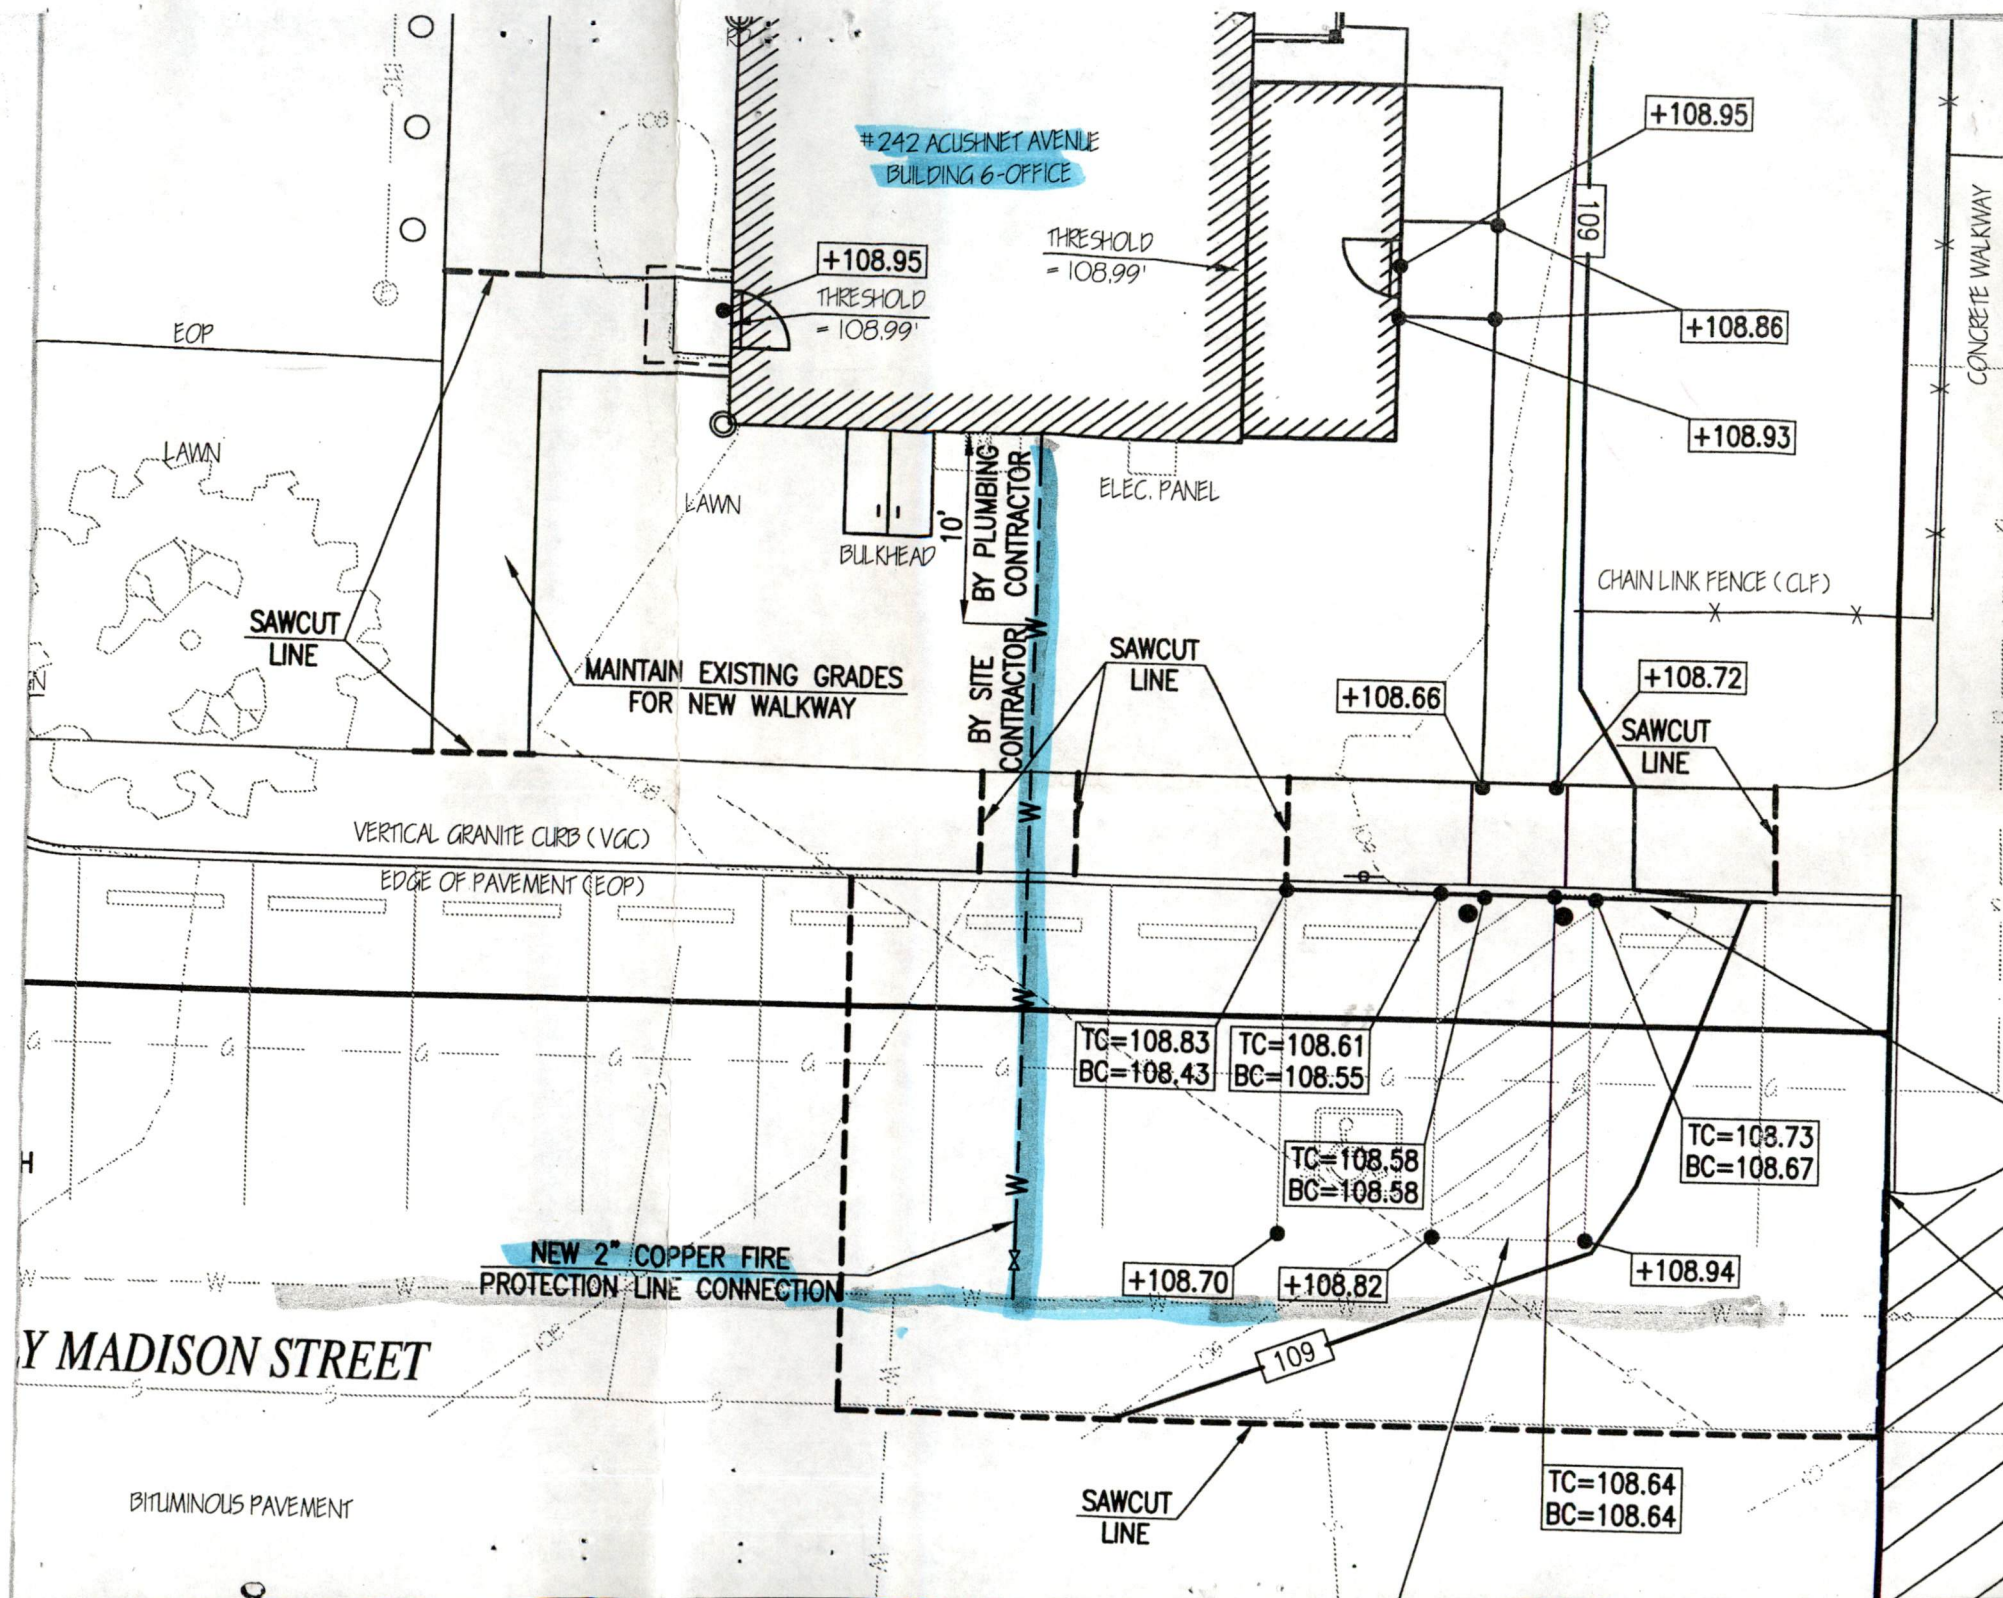 108
#242 ACUSHNET AVENUE
BUILDING 6-OFFICE
+108.95
109
CONCRETE WALKWAY
THRESHOLD
= 108.99'
+108.95
THRESHOLD
= 108.99'
+108.86
EOP
+108.93
LAWN
LAWN
ELEC. PANEL
BULKHEAD
10'
BY PLUMBING
CONTRACTOR
CHAIN LINK FENCE (CLF)
SAWCUT
LINE
W
BY SITE
CONTRACTOR
SAWCUT
LINE
MAINTAIN EXISTING GRADES
FOR NEW WALKWAY
+108.66
+108.72
SAWCUT
LINE
108
W
108
VERTICAL GRANITE CURB (VGC)
EDGE OF PAVEMENT (EOP)
S
W
G G G G G G G G G
TC=108.83
BC=108.43
TC=108.61
BC=108.55
TC=108.58
BC=108.58
TC=108.73
BC=108.67
H
W
NEW 2" COPPER FIRE
PROTECTION LINE CONNECTION
+108.70
+108.82
+108.94
W W W W W W W W
Y MADISON STREET
108
109
S S S S S
SAWCUT
LINE
TC=108.64
BC=108.64
BITUMINOUS PAVEMENT